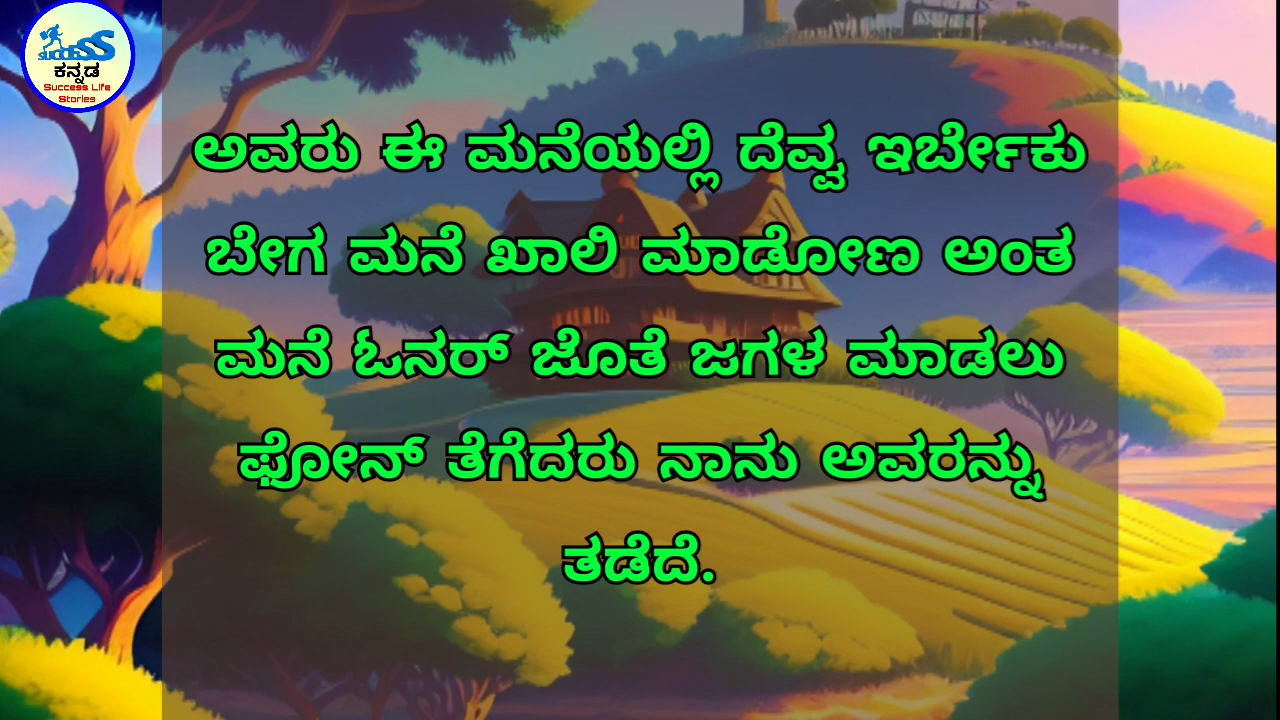 SUCCESS
ಕನ್ನಡ
Success Life
Stories
ಅವರು ಈ ಮನೆಯಲ್ಲಿ ದೆವ್ವ ಇರ್ಬೇಕು
ಬೇಗ ಮನೆ ಖಾಲಿ ಮಾಡೋಣ ಅಂತ
ಮನೆ ಓನರ್ ಜೊತೆ ಜಗಳ ಮಾಡಲು
ಫೋನ್ ತೆಗೆದರು ನಾನು ಅವರನ್ನು
ತಡೆದೆ.